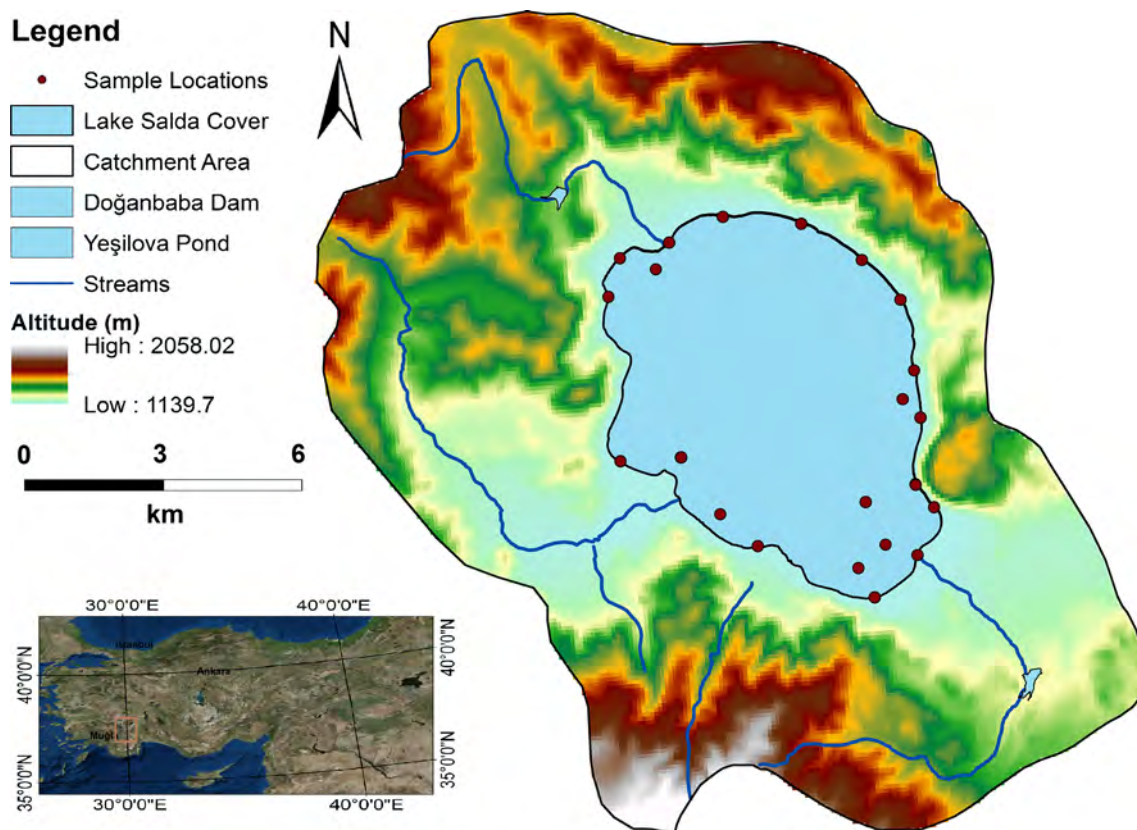 Legend
Sample Locations
Lake Salda Cover
Catchment Area
Doğanbaba Dam
Yeşilova Pond
Streams
Altitude (m)
High : 2058.02
Low : 1139.7
0 3 6
km
N
30°0'0"E 40°0'0"E
40°0'0"N 40°0'0"N
35°0'0"N 35°0'0"N
Istanbul
Ankara
Muğl
30°0'0"E 40°0'0"E